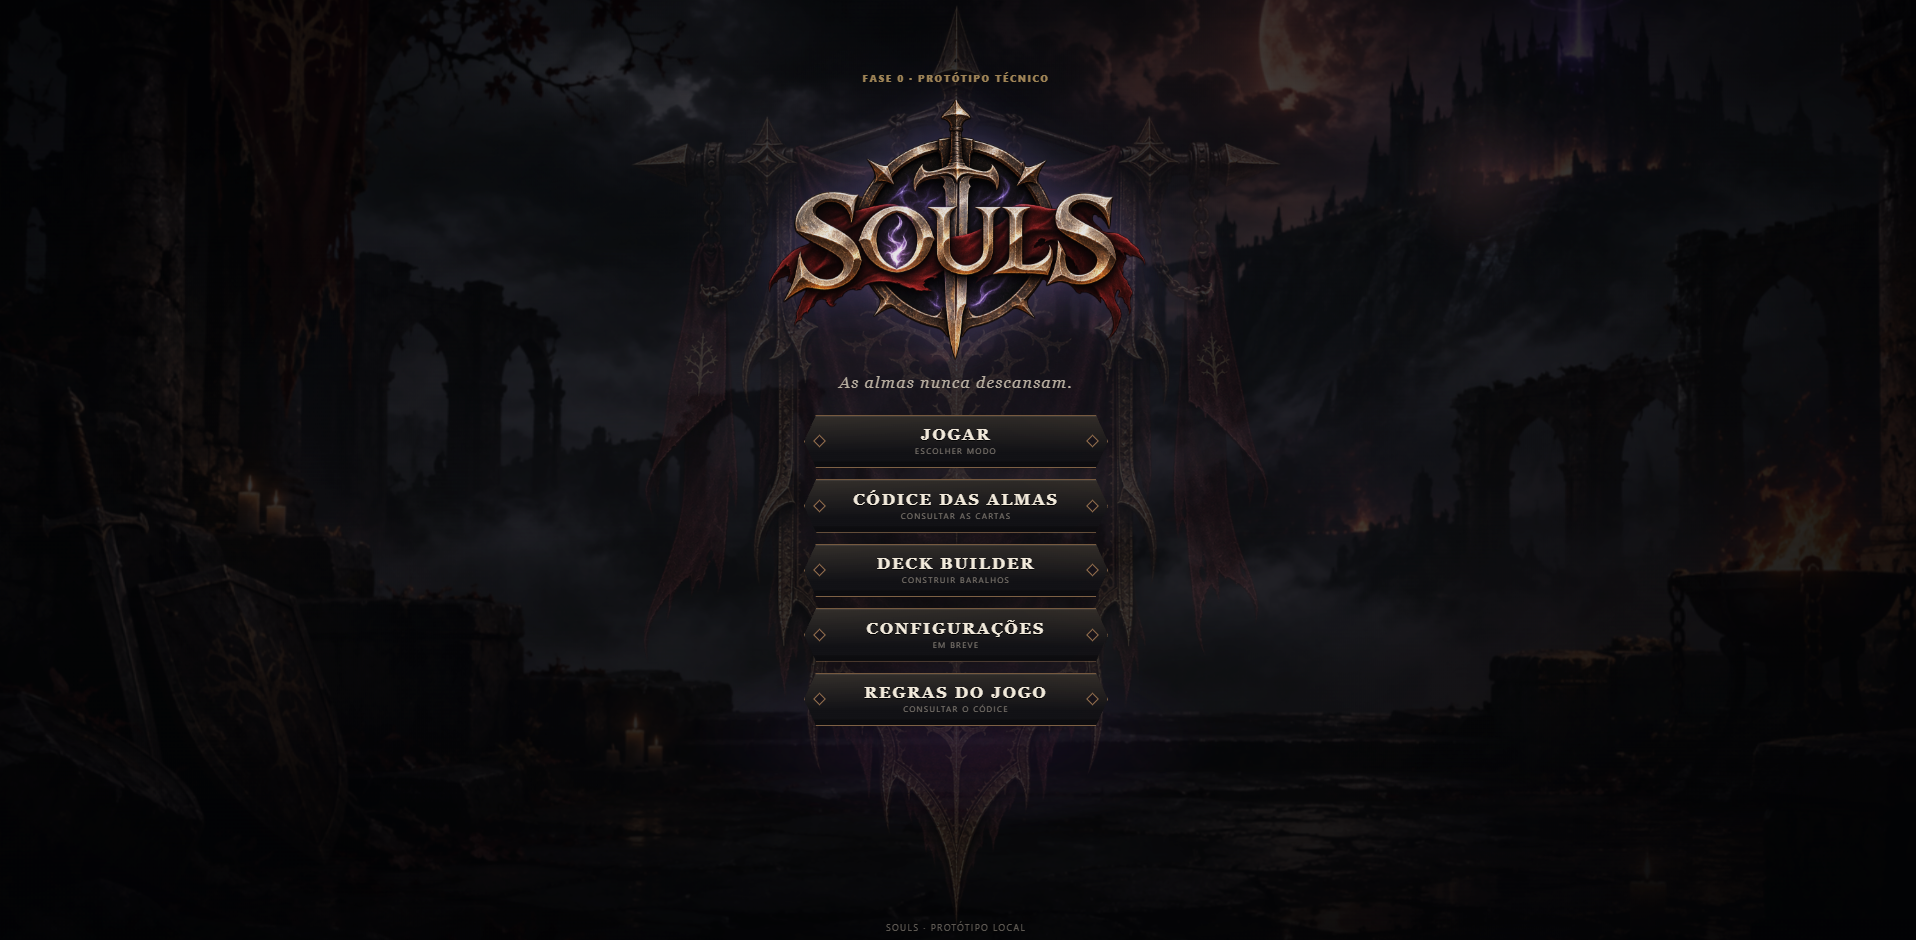 FASE 0 - PROTÓTIPO TÉCNICO
SOULS
As almas nunca descansam.
JOGAR
ESCOLHER MODO
CÓDICE DAS ALMAS
CONSULTAR AS CARTAS
DECK BUILDER
CONSTRUIR BARALHOS
CONFIGURAÇÕES
EM BREVE
REGRAS DO JOGO
CONSULTAR O CÓDICE
SOULS - PROTÓTIPO LOCAL